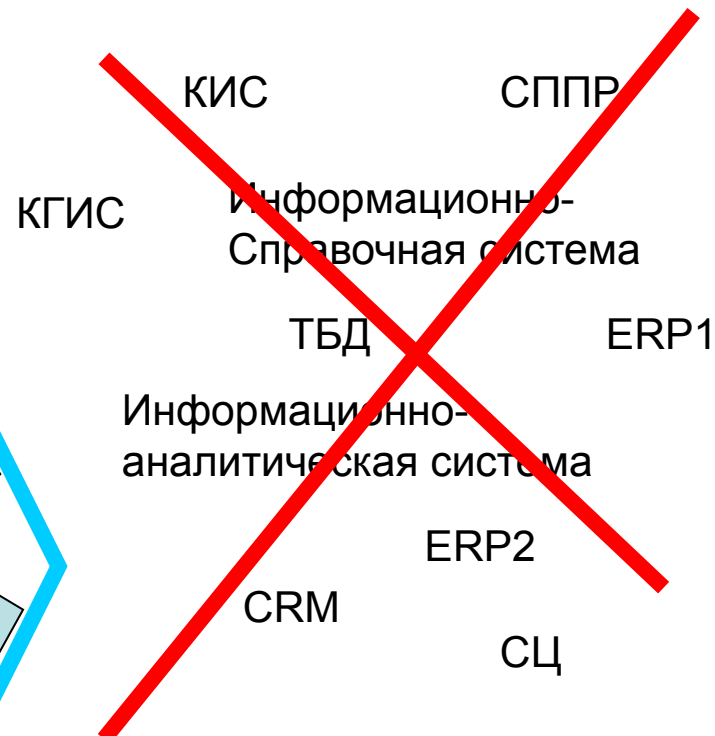 КИС
СППР
КГИС
Информационно-
Справочная система
ТБД
ERP1
Информационно-
аналитическая система
ERP2
CRM
СЦ